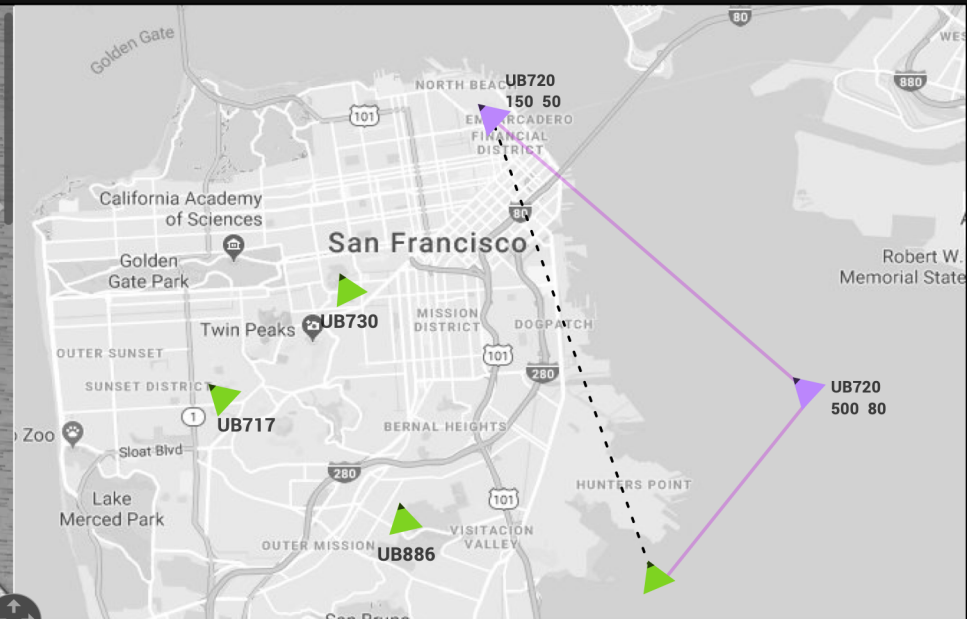 80
Golden Gate
WES
880
NORTH BEACH
UB720
150 50
101
EMBARCADERO
FINANCIAL
DISTRICT
California Academy
of Sciences
80
San Francisco
Golden
Gate Park
Robert W.
Memorial State
MISSION
DISTRICT
DOGPATCH
Twin Peaks
UB730
OUTER SUNSET
101
280
SUNSET DISTRICT
UB720
500 80
1
UB717
BERNAL HEIGHTS
Zoo
Sloat Blvd
280
HUNTERS POINT
Lake
Merced Park
101
VISITACION
VALLEY
OUTER MISSION
UB886
San Bruno